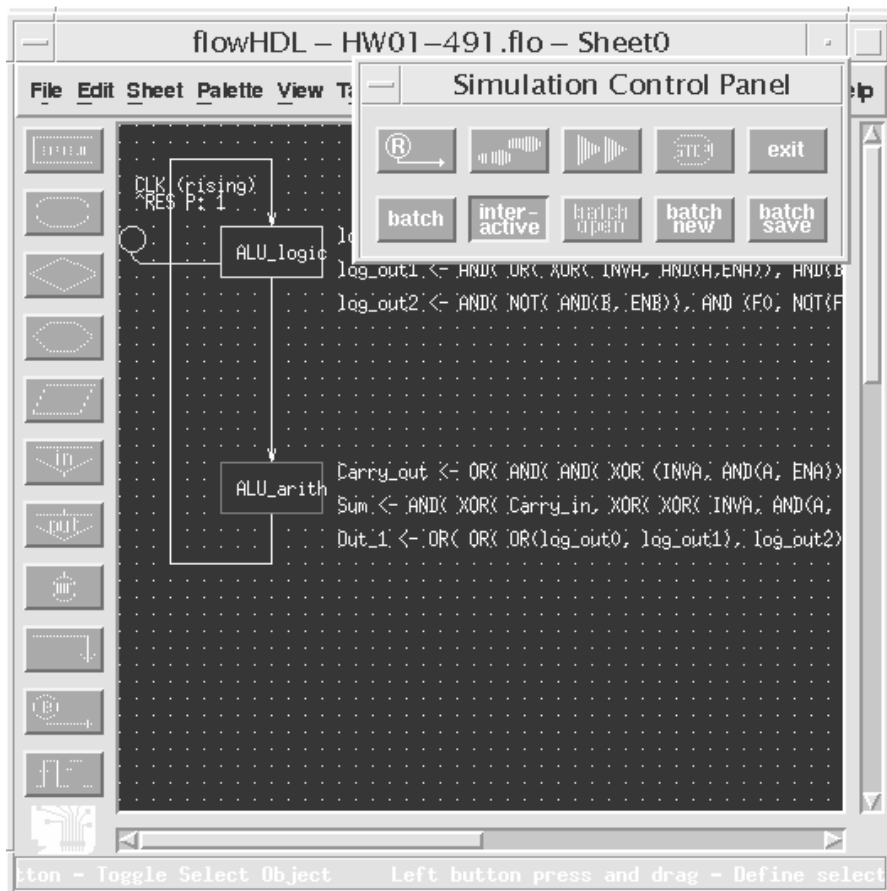 flowHDL – HW01–491.flo – Sheet0
File Edit Sheet Palette View
Simulation Control Panel
R STEP exit
batch inter-active batch open batch new batch save
CLK (rising)
^RES P: 1
ALU_logic
log_out1 <- AND( OR( XOR( INVA, AND(A,ENA)), AND(B
log_out2 <- AND( NOT( AND(B, ENB)), AND (F0, NOT(F
in
ALU_arith
Carry_out <- OR( AND( AND( XOR (INVA, AND(A, ENA))
Sum <- AND( XOR( Carry_in, XOR( XOR( INVA, AND(A,
Out_1 <- OR( OR( OR(log_out0, log_out1), log_out2)
tton - Toggle Select Object Left button press and drag - Define select